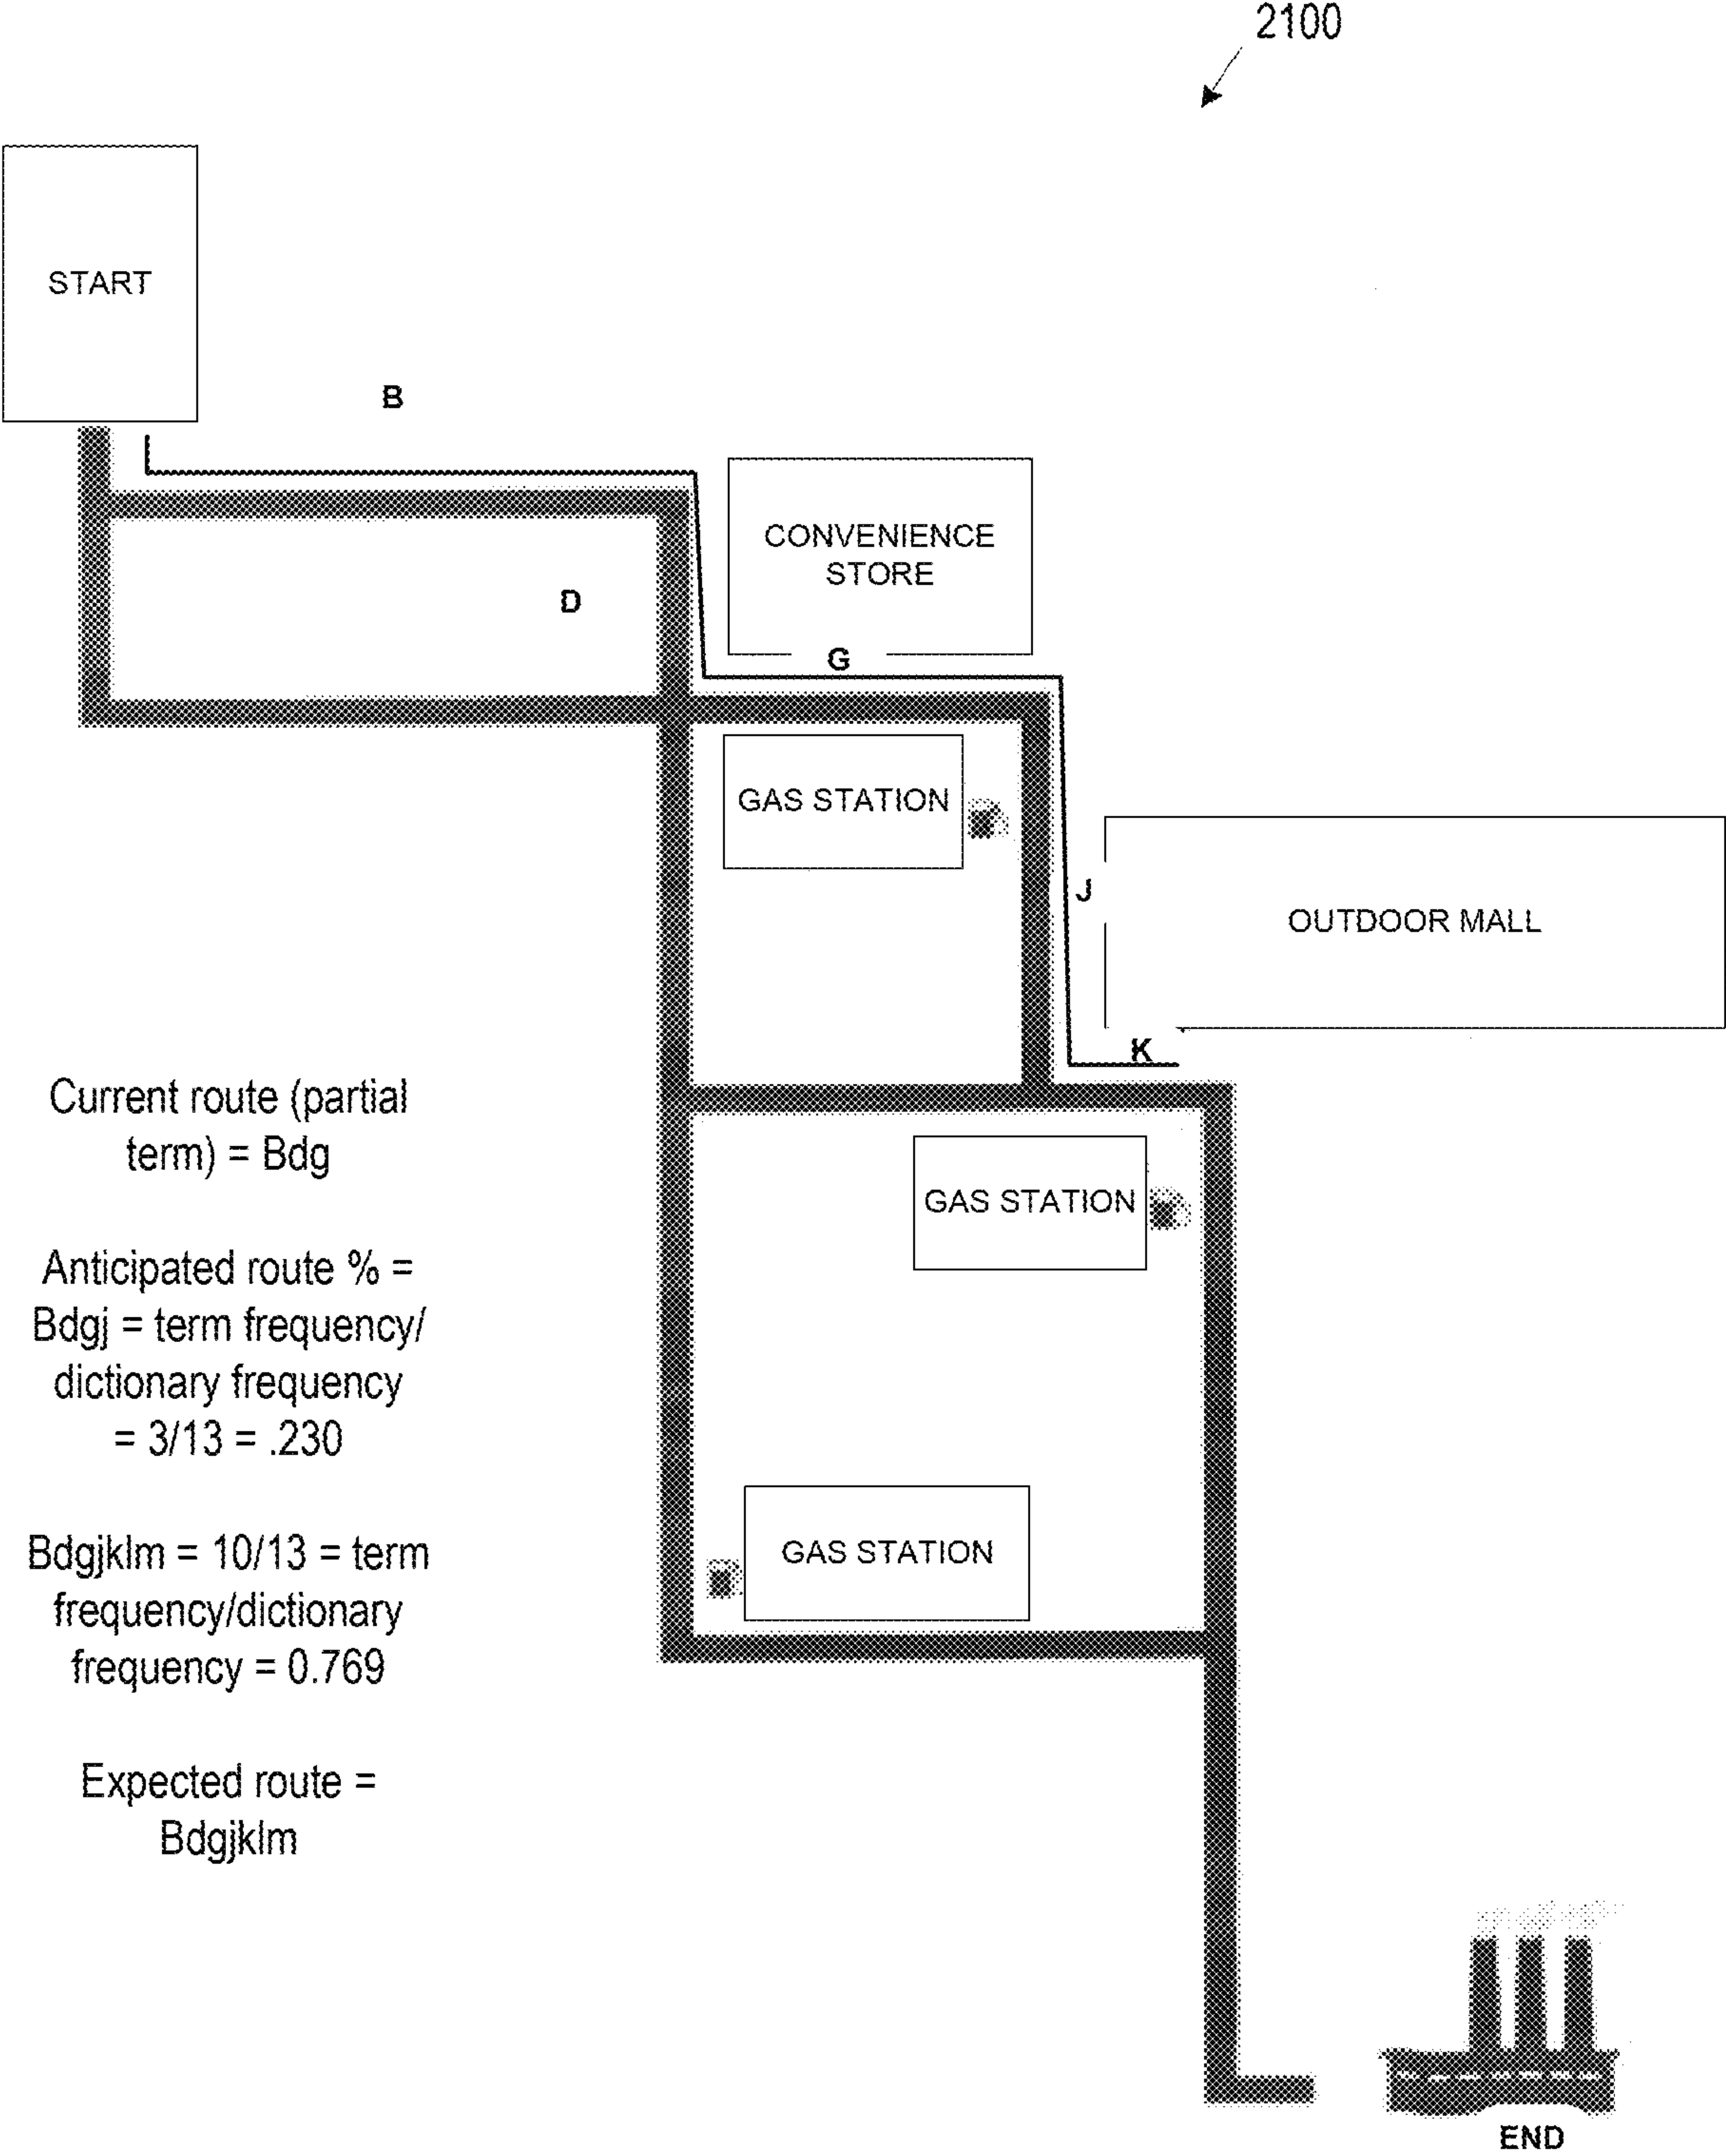 2100
START
B
CONVENIENCE
STORE
D
G
GAS STATION
J
OUTDOOR MALL
K
Current route (partial
term) = Bdg
GAS STATION
Anticipated route % =
Bdgj = term frequency/
dictionary frequency
= 3/13 = .230
GAS STATION
Bdgjklm = 10/13 = term
frequency/dictionary
frequency = 0.769
Expected route =
Bdgjklm
END